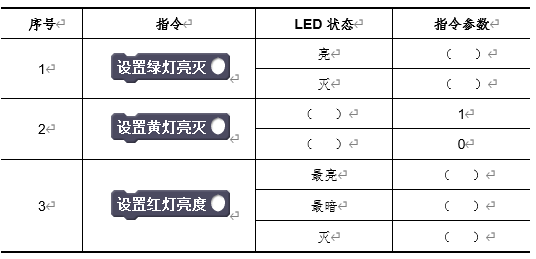 序号 指令 LED 状态 指令参数
1 设置绿灯亮灭 亮 （ ）
灭 （ ）
2 设置黄灯亮灭 （ ） 1
（ ） 0
3 设置红灯亮度 最亮 （ ）
最暗 （ ）
灭 （ ）